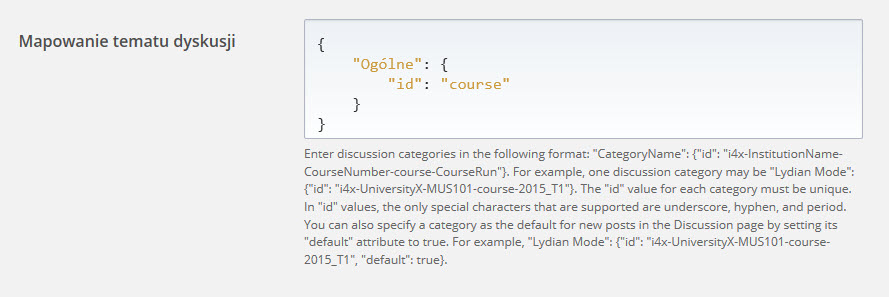 Mapowanie tematu dyskusji
{
"Ogólne": {
"id": "course"
}
}
Enter discussion categories in the following format: "CategoryName": {"id": "i4x-InstitutionName-
CourseNumber-course-CourseRun"}. For example, one discussion category may be "Lydian Mode":
{"id": "i4x-UniversityX-MUS101-course-2015_T1"}. The "id" value for each category must be unique.
In "id" values, the only special characters that are supported are underscore, hyphen, and period.
You can also specify a category as the default for new posts in the Discussion page by setting its
"default" attribute to true. For example, "Lydian Mode": {"id": "i4x-UniversityX-MUS101-course-
2015_T1", "default": true}.